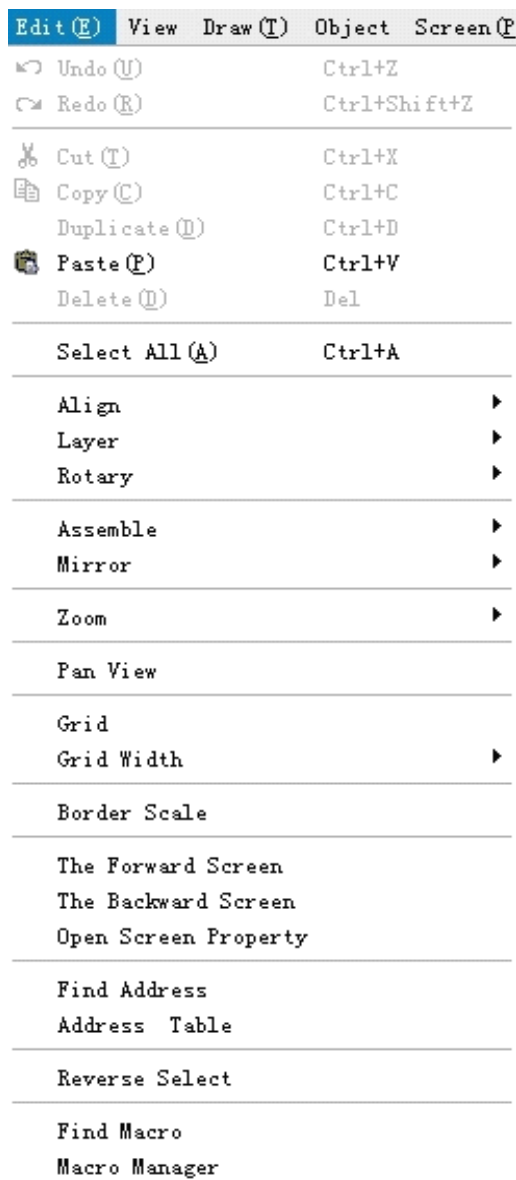 Edit(E) View Draw(T) Object Screen(P
Undo(U) Ctrl+Z
Redo(R) Ctrl+Shift+Z
Cut(T) Ctrl+X
Copy(C) Ctrl+C
Duplicate(D) Ctrl+D
Paste(P) Ctrl+V
Delete(D) Del
Select All(A) Ctrl+A
Align
Layer
Rotary
Assemble
Mirror
Zoom
Pan View
Grid
Grid Width
Border Scale
The Forward Screen
The Backward Screen
Open Screen Property
Find Address
Address Table
Reverse Select
Find Macro
Macro Manager